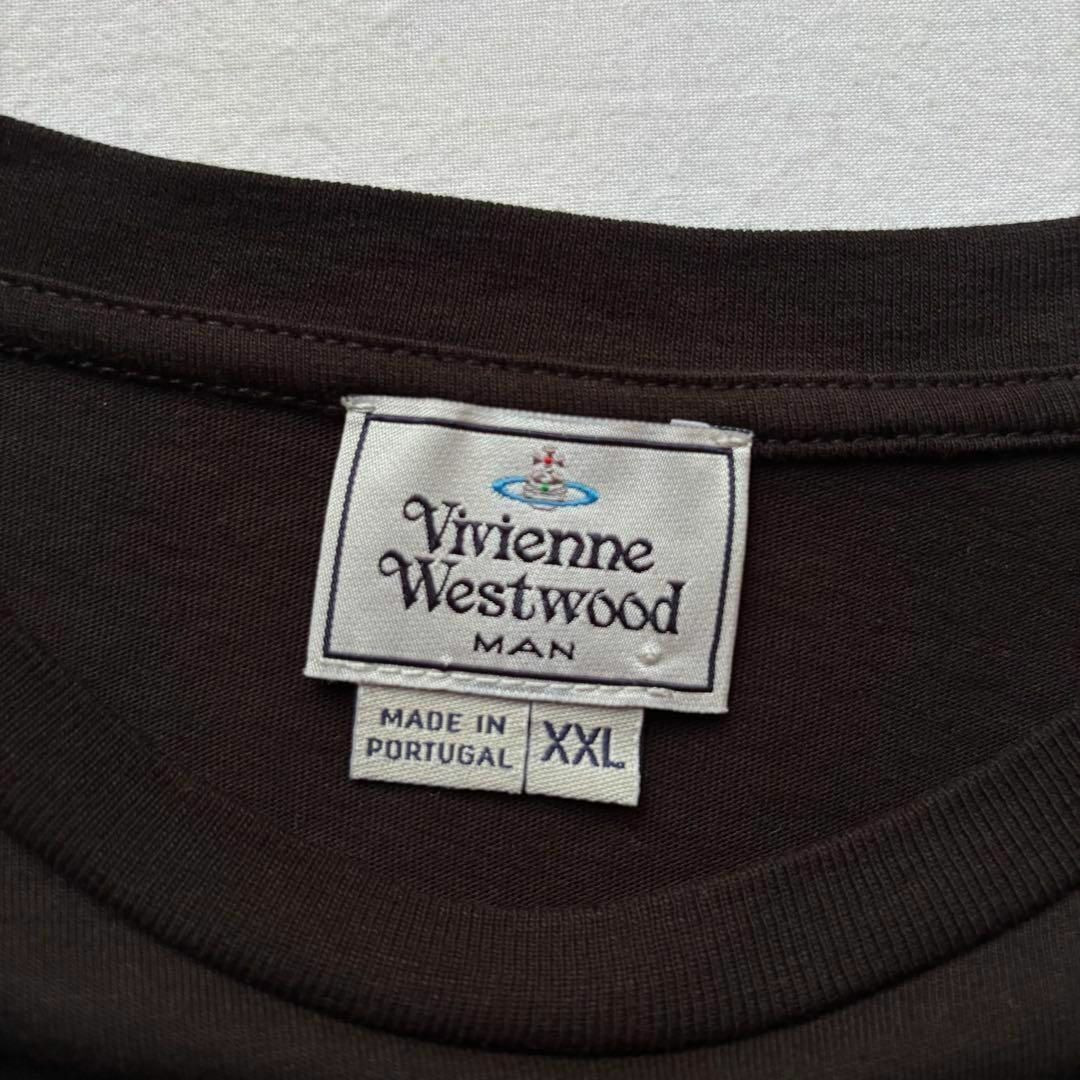 Vivienne
Westwood
MAN
MADE IN
PORTUGAL
XXL